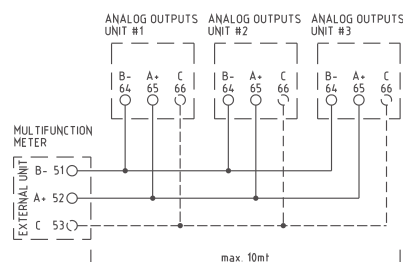 ANALOG OUTPUTS ANALOG OUTPUTS ANALOG OUTPUTS
UNIT #1 UNIT #2 UNIT #3
B- A+ C B- A+ C B- A+ C
64 65 66 64 65 66 64 65 66
MULTIFUNCTION
METER
EXTERNAL UNIT
B- 51
A+ 52
C 53
max. 10mt